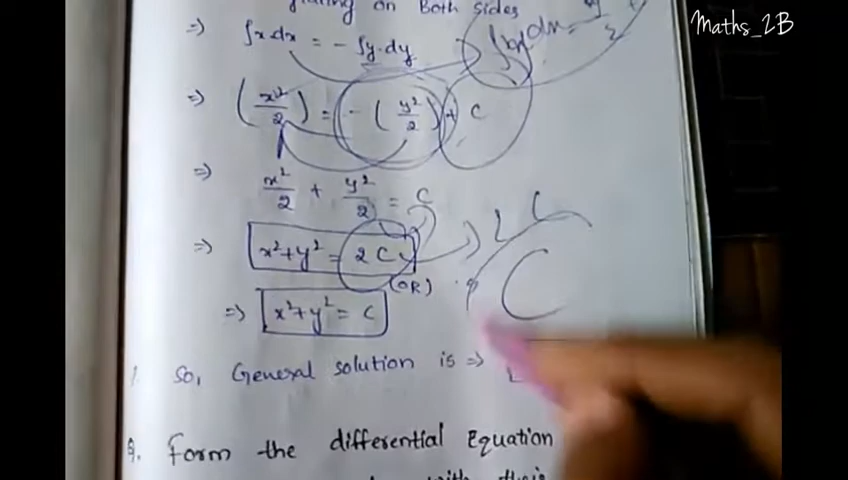 grating on Both sides
Maths_2B
=> ∫x dx = - ∫y.dy
=> (x²/2) = - (y²/2) + C
=> x²/2 + y²/2 = C
=> x²+y² = 2C
(OR)
=> x²+y² = C
C
So, General solution is =>
Q. Form the differential Equation